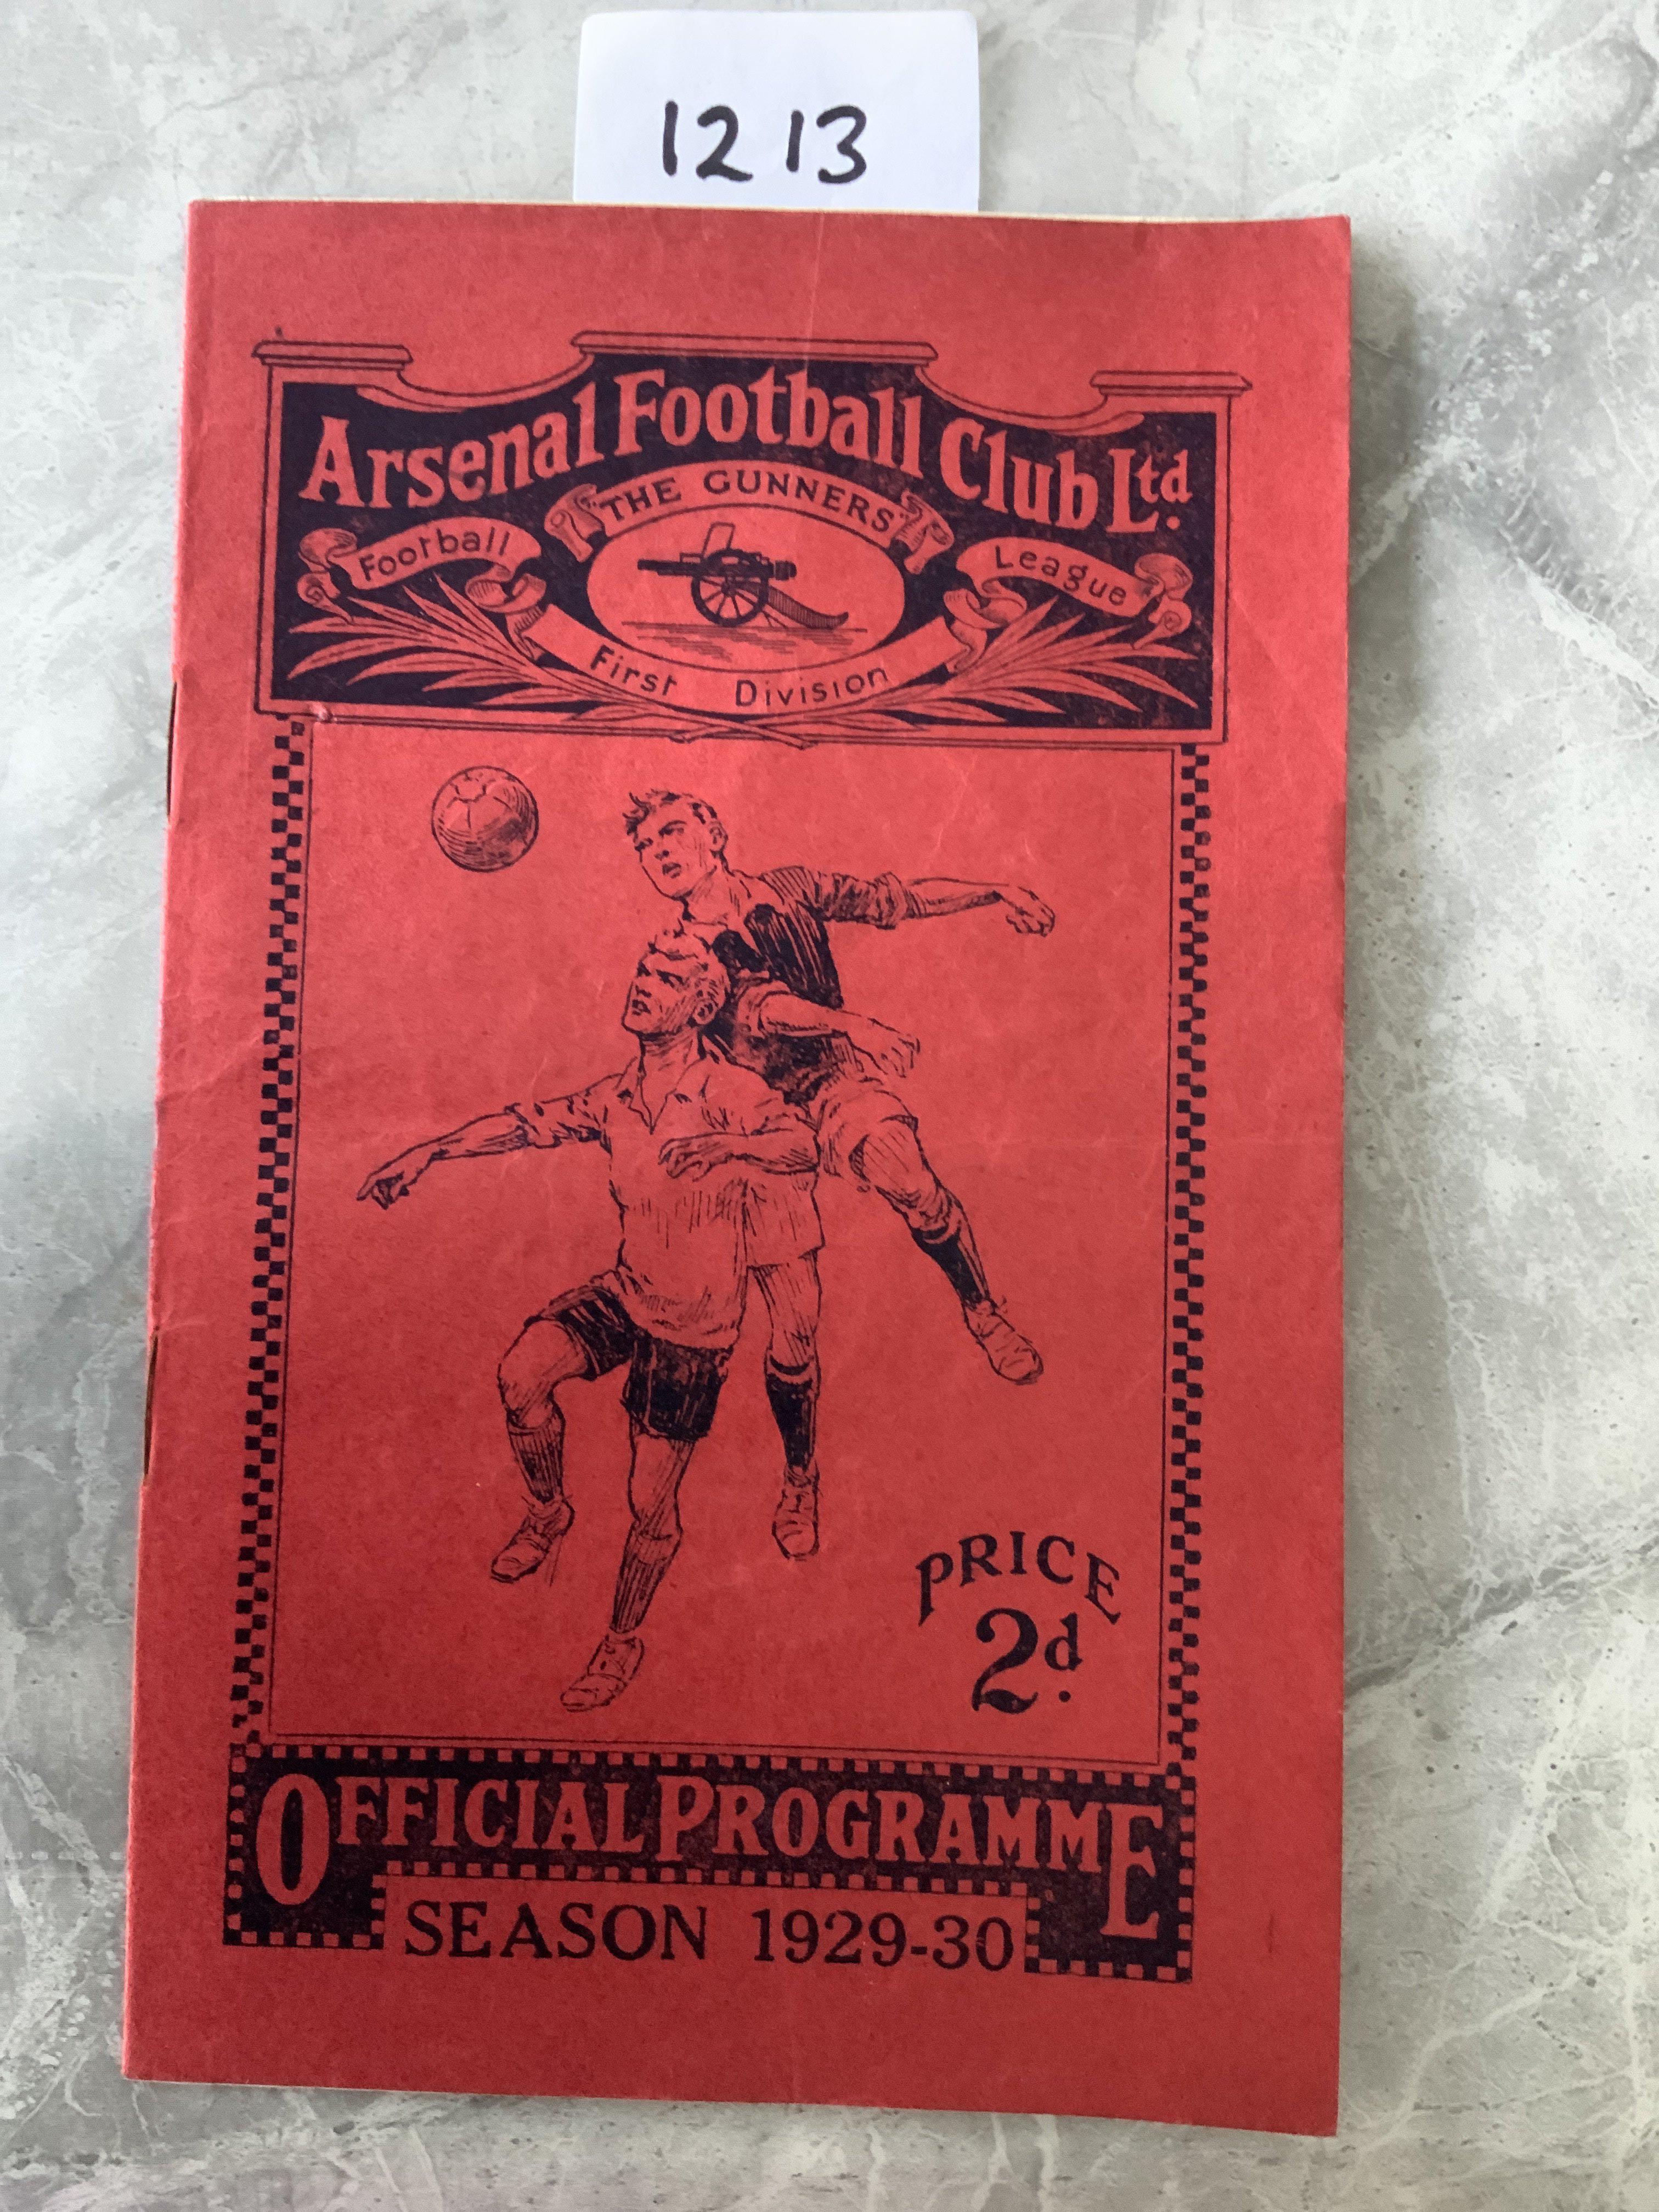 1213
Arsenal Football Club Ltd.
"THE GUNNERS"
Football League
First Division
PRICE
2d.
OFFICIAL PROGRAMME
SEASON 1929-30